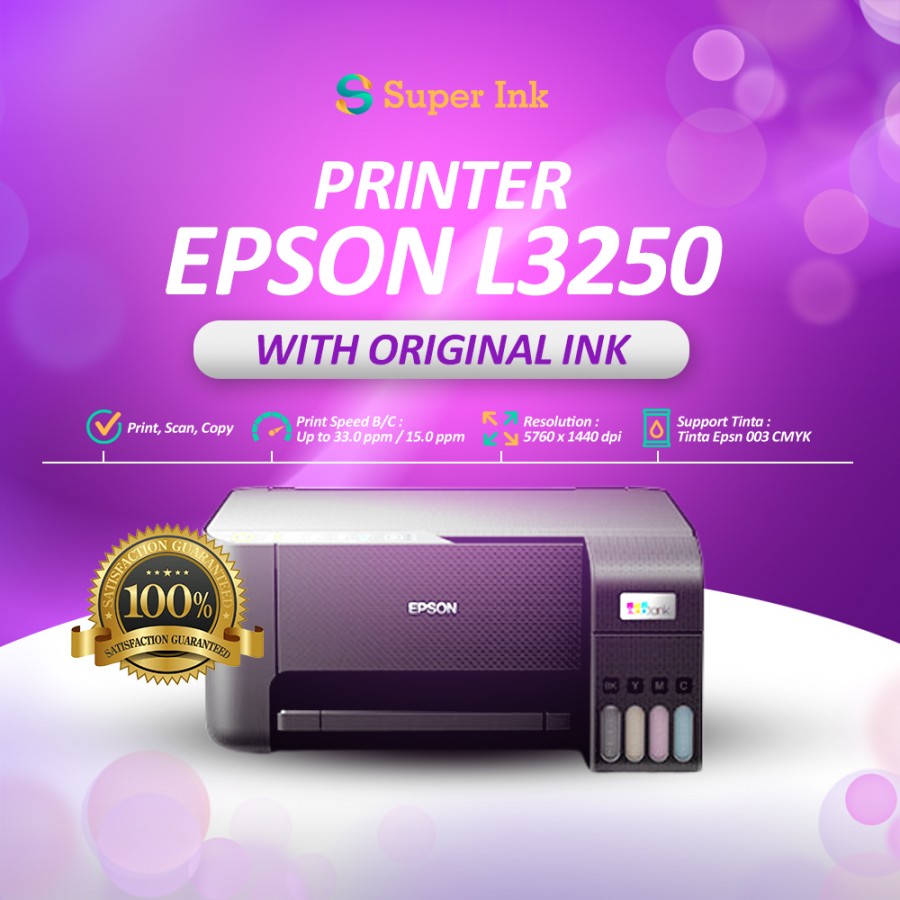 Super Ink
PRINTER
EPSON L3250
WITH ORIGINAL INK
Print, Scan, Copy
Print Speed B/C :
Up to 33.0 ppm / 15.0 ppm
Resolution :
5760 x 1440 dpi
Support Tinta :
Tinta Epsn 003 CMYK
SATISFACTION GUARANTEED
100%
SATISFACTION GUARANTEED
EPSON
BK Y M C